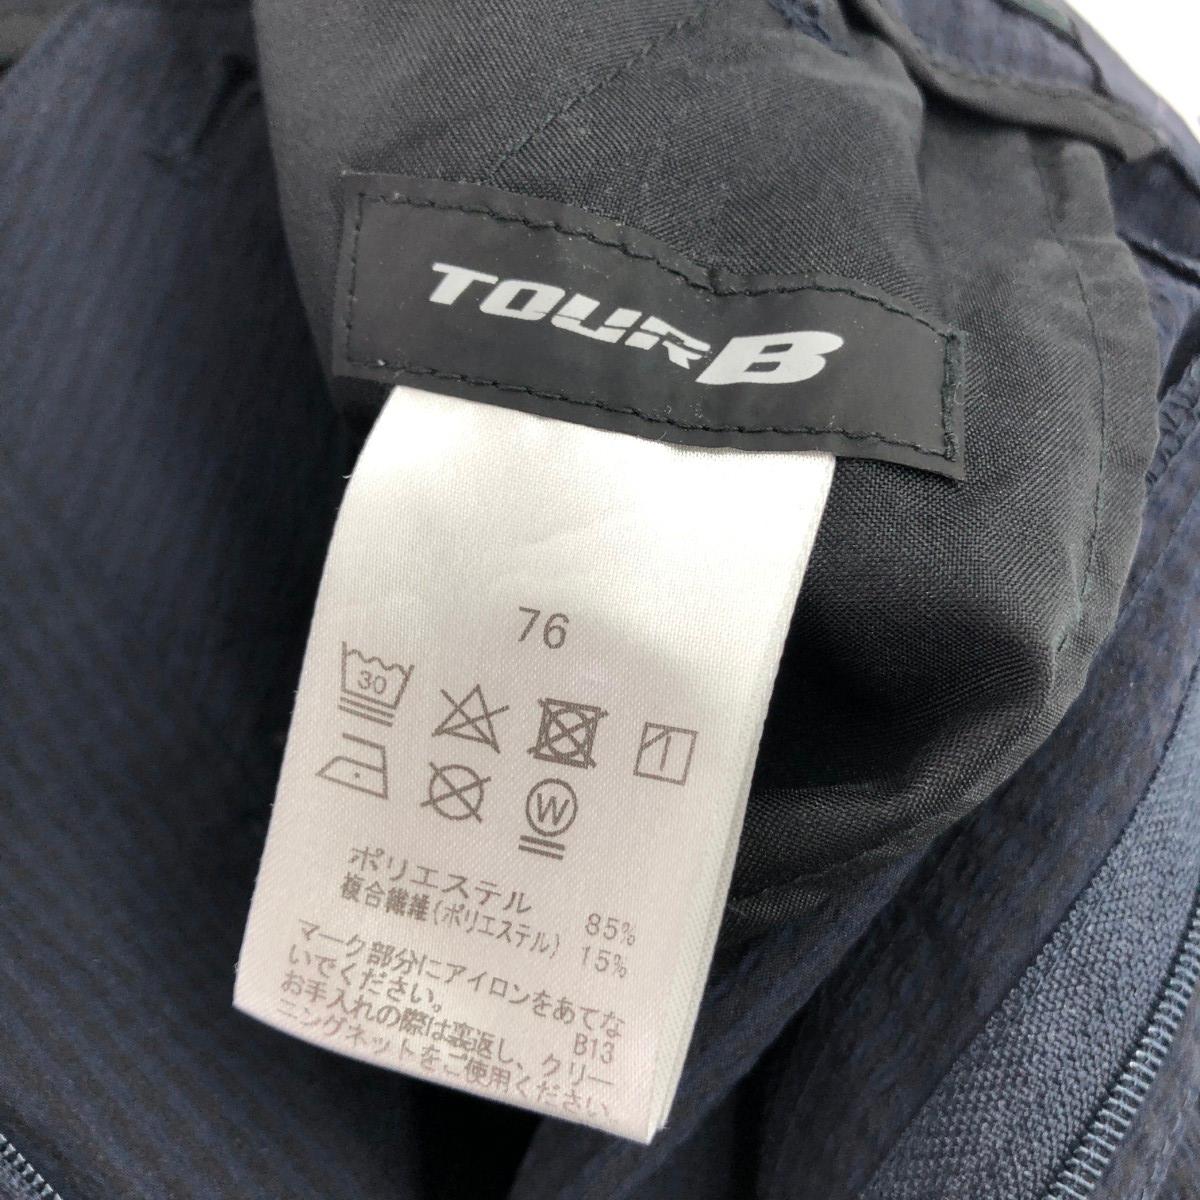 TOUR B
76
30
W
ポリエステル 85%
複合繊維(ポリエステル) 15%
マーク部分にアイロンをあてな
いでください。 B13
お手入れの際は裏返し、クリー
ニングネットをご使用ください